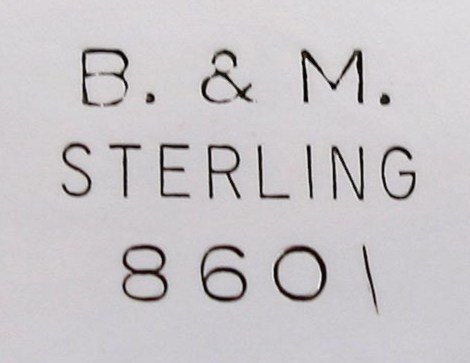 B. & M.
STERLING
8601